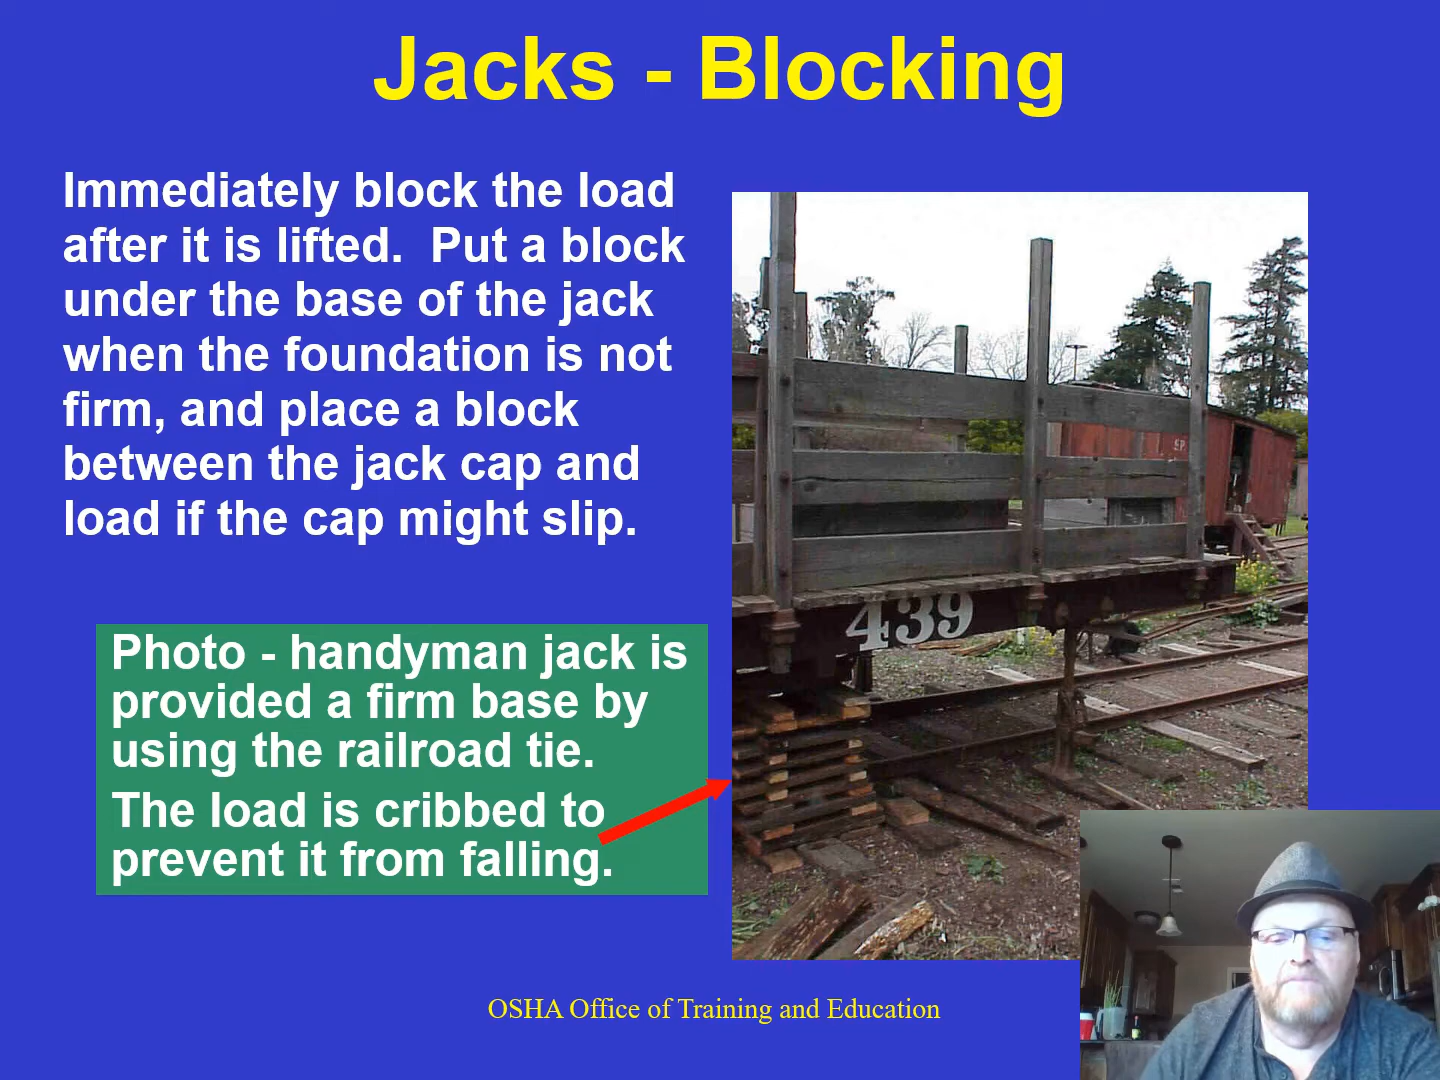 Jacks - Blocking
Immediately block the load
after it is lifted. Put a block
under the base of the jack
when the foundation is not
firm, and place a block
between the jack cap and
load if the cap might slip.
Photo - handyman jack is
provided a firm base by
using the railroad tie.
The load is cribbed to
prevent it from falling.
SP.
439
OSHA Office of Training and Education